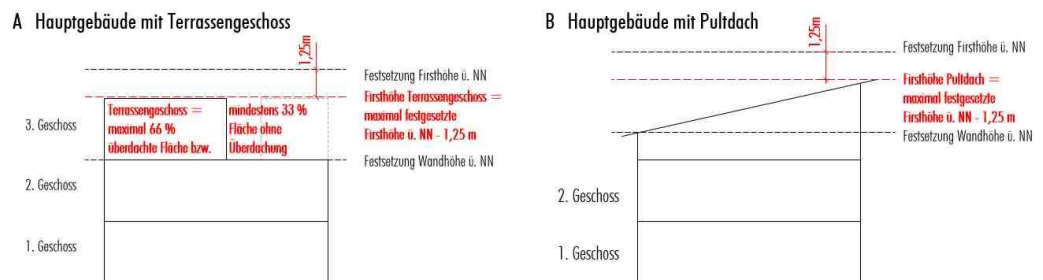 A Hauptgebäude mit Terrassengeschoss
1,25m
Festsetzung Firsthöhe ü. NN
Firsthöhe Terrassengeschoss =
maximal festgesetzte
Firsthöhe ü. NN - 1,25 m
Terrassengeschoss =
maximal 66 %
überdachte Fläche bzw.
mindestens 33 %
Fläche ohne
Überdachung
3. Geschoss
Festsetzung Wandhöhe ü. NN
2. Geschoss
1. Geschoss
B Hauptgebäude mit Pultdach
1,25m
Festsetzung Firsthöhe ü. NN
Firsthöhe Pultdach =
maximal festgesetzte
Firsthöhe ü. NN - 1,25 m
Festsetzung Wandhöhe ü. NN
2. Geschoss
1. Geschoss